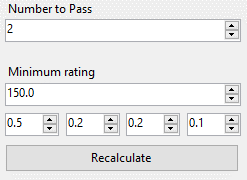 Number to Pass
2
Minimum rating
150.0
0.5 0.2 0.2 0.1
Recalculate